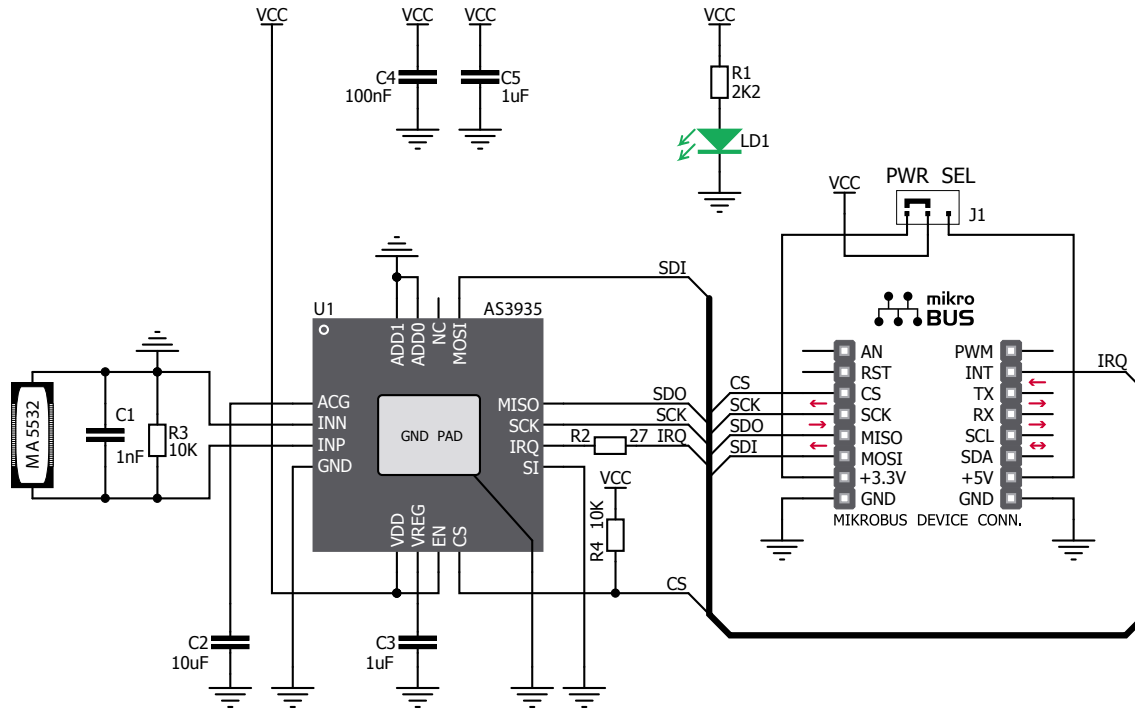 VCC
VCC
VCC
VCC
C4
100nF
C5
1uF
R1
2K2
LD1
PWR SEL
VCC
J1
SDI
U1
AS3935
ADD1
ADD0
NC
MOSI
mikro
BUS
MA5532
C1
1nF
R3
10K
ACG
INN
INP
GND
GND PAD
MISO
SCK
IRQ
SI
SDO
SCK
R2
27
IRQ
CS
SCK
SDO
SDI
AN
RST
CS
SCK
MISO
MOSI
+3.3V
GND
PWM
INT
TX
RX
SCL
SDA
+5V
GND
IRQ
MIKROBUS DEVICE CONN.
VCC
R4 10K
VDD
VREG
EN
CS
CS
C2
10uF
C3
1uF